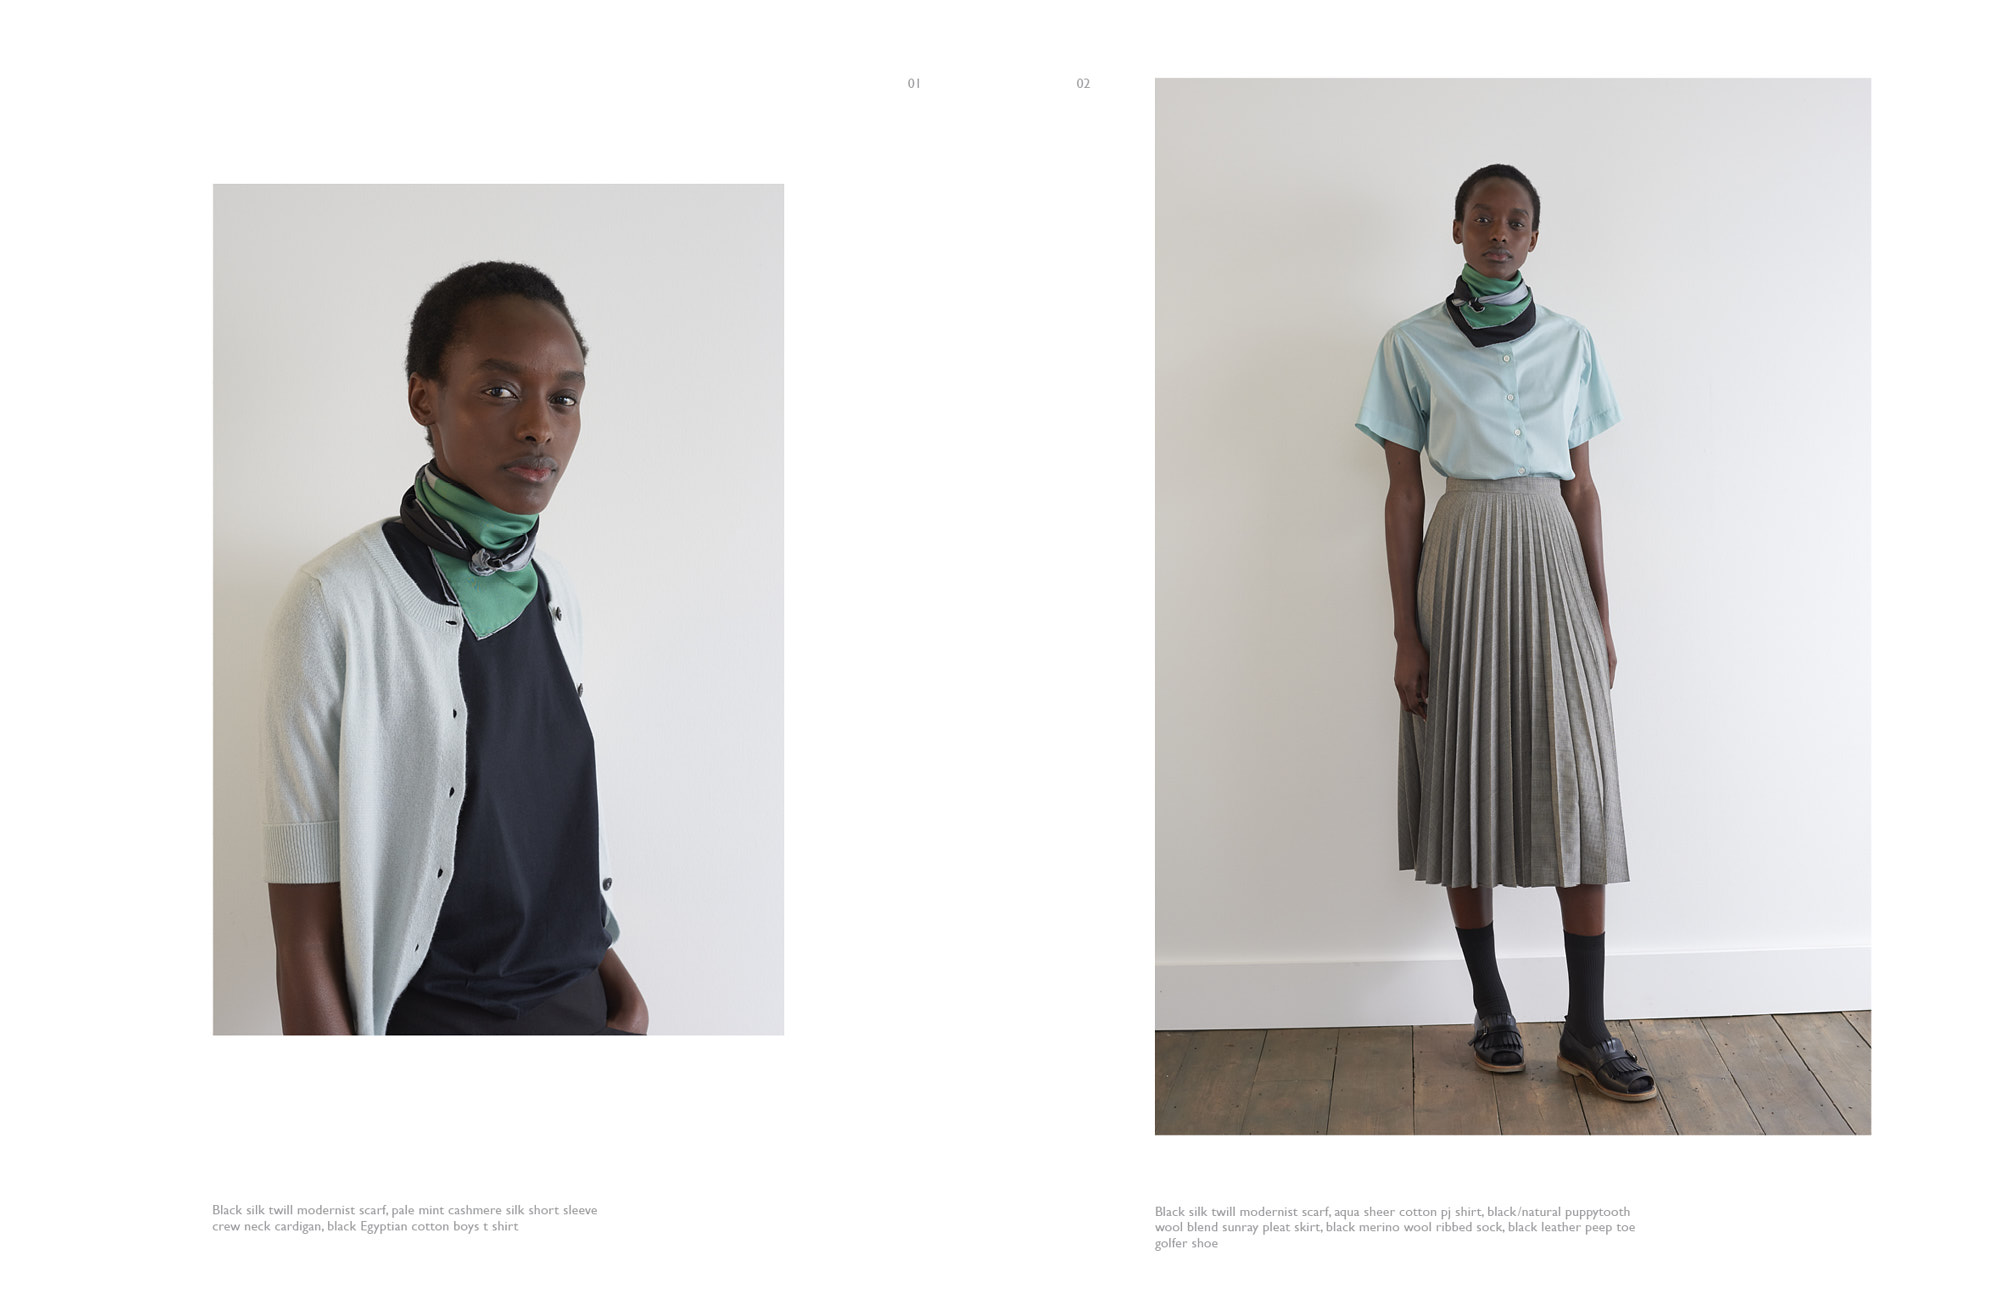 01
02
Black silk twill modernist scarf, pale mint cashmere silk short sleeve
crew neck cardigan, black Egyptian cotton boys t shirt
Black silk twill modernist scarf, aqua sheer cotton pj shirt, black/natural puppytooth
wool blend sunray pleat skirt, black merino wool ribbed sock, black leather peep toe
golfer shoe